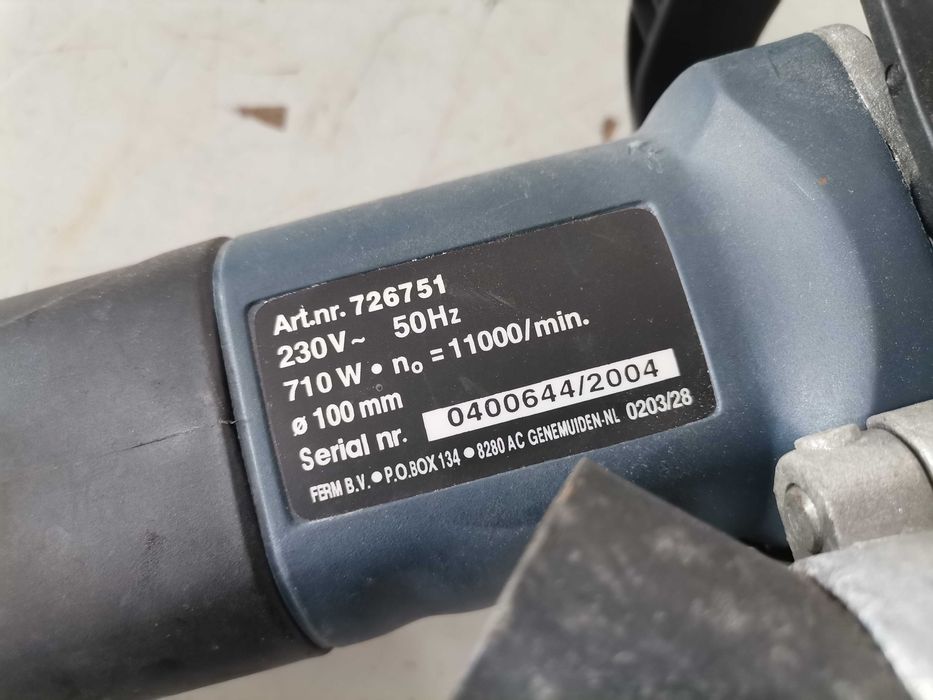 Art.nr. 726751
230V~ 50Hz
710 W • no = 11000/min.
ø 100 mm
Serial nr. 0400644/2004
FERM B.V. • P.O.BOX 134 • 8280 AC GENEMUIDEN-NL 0203/28